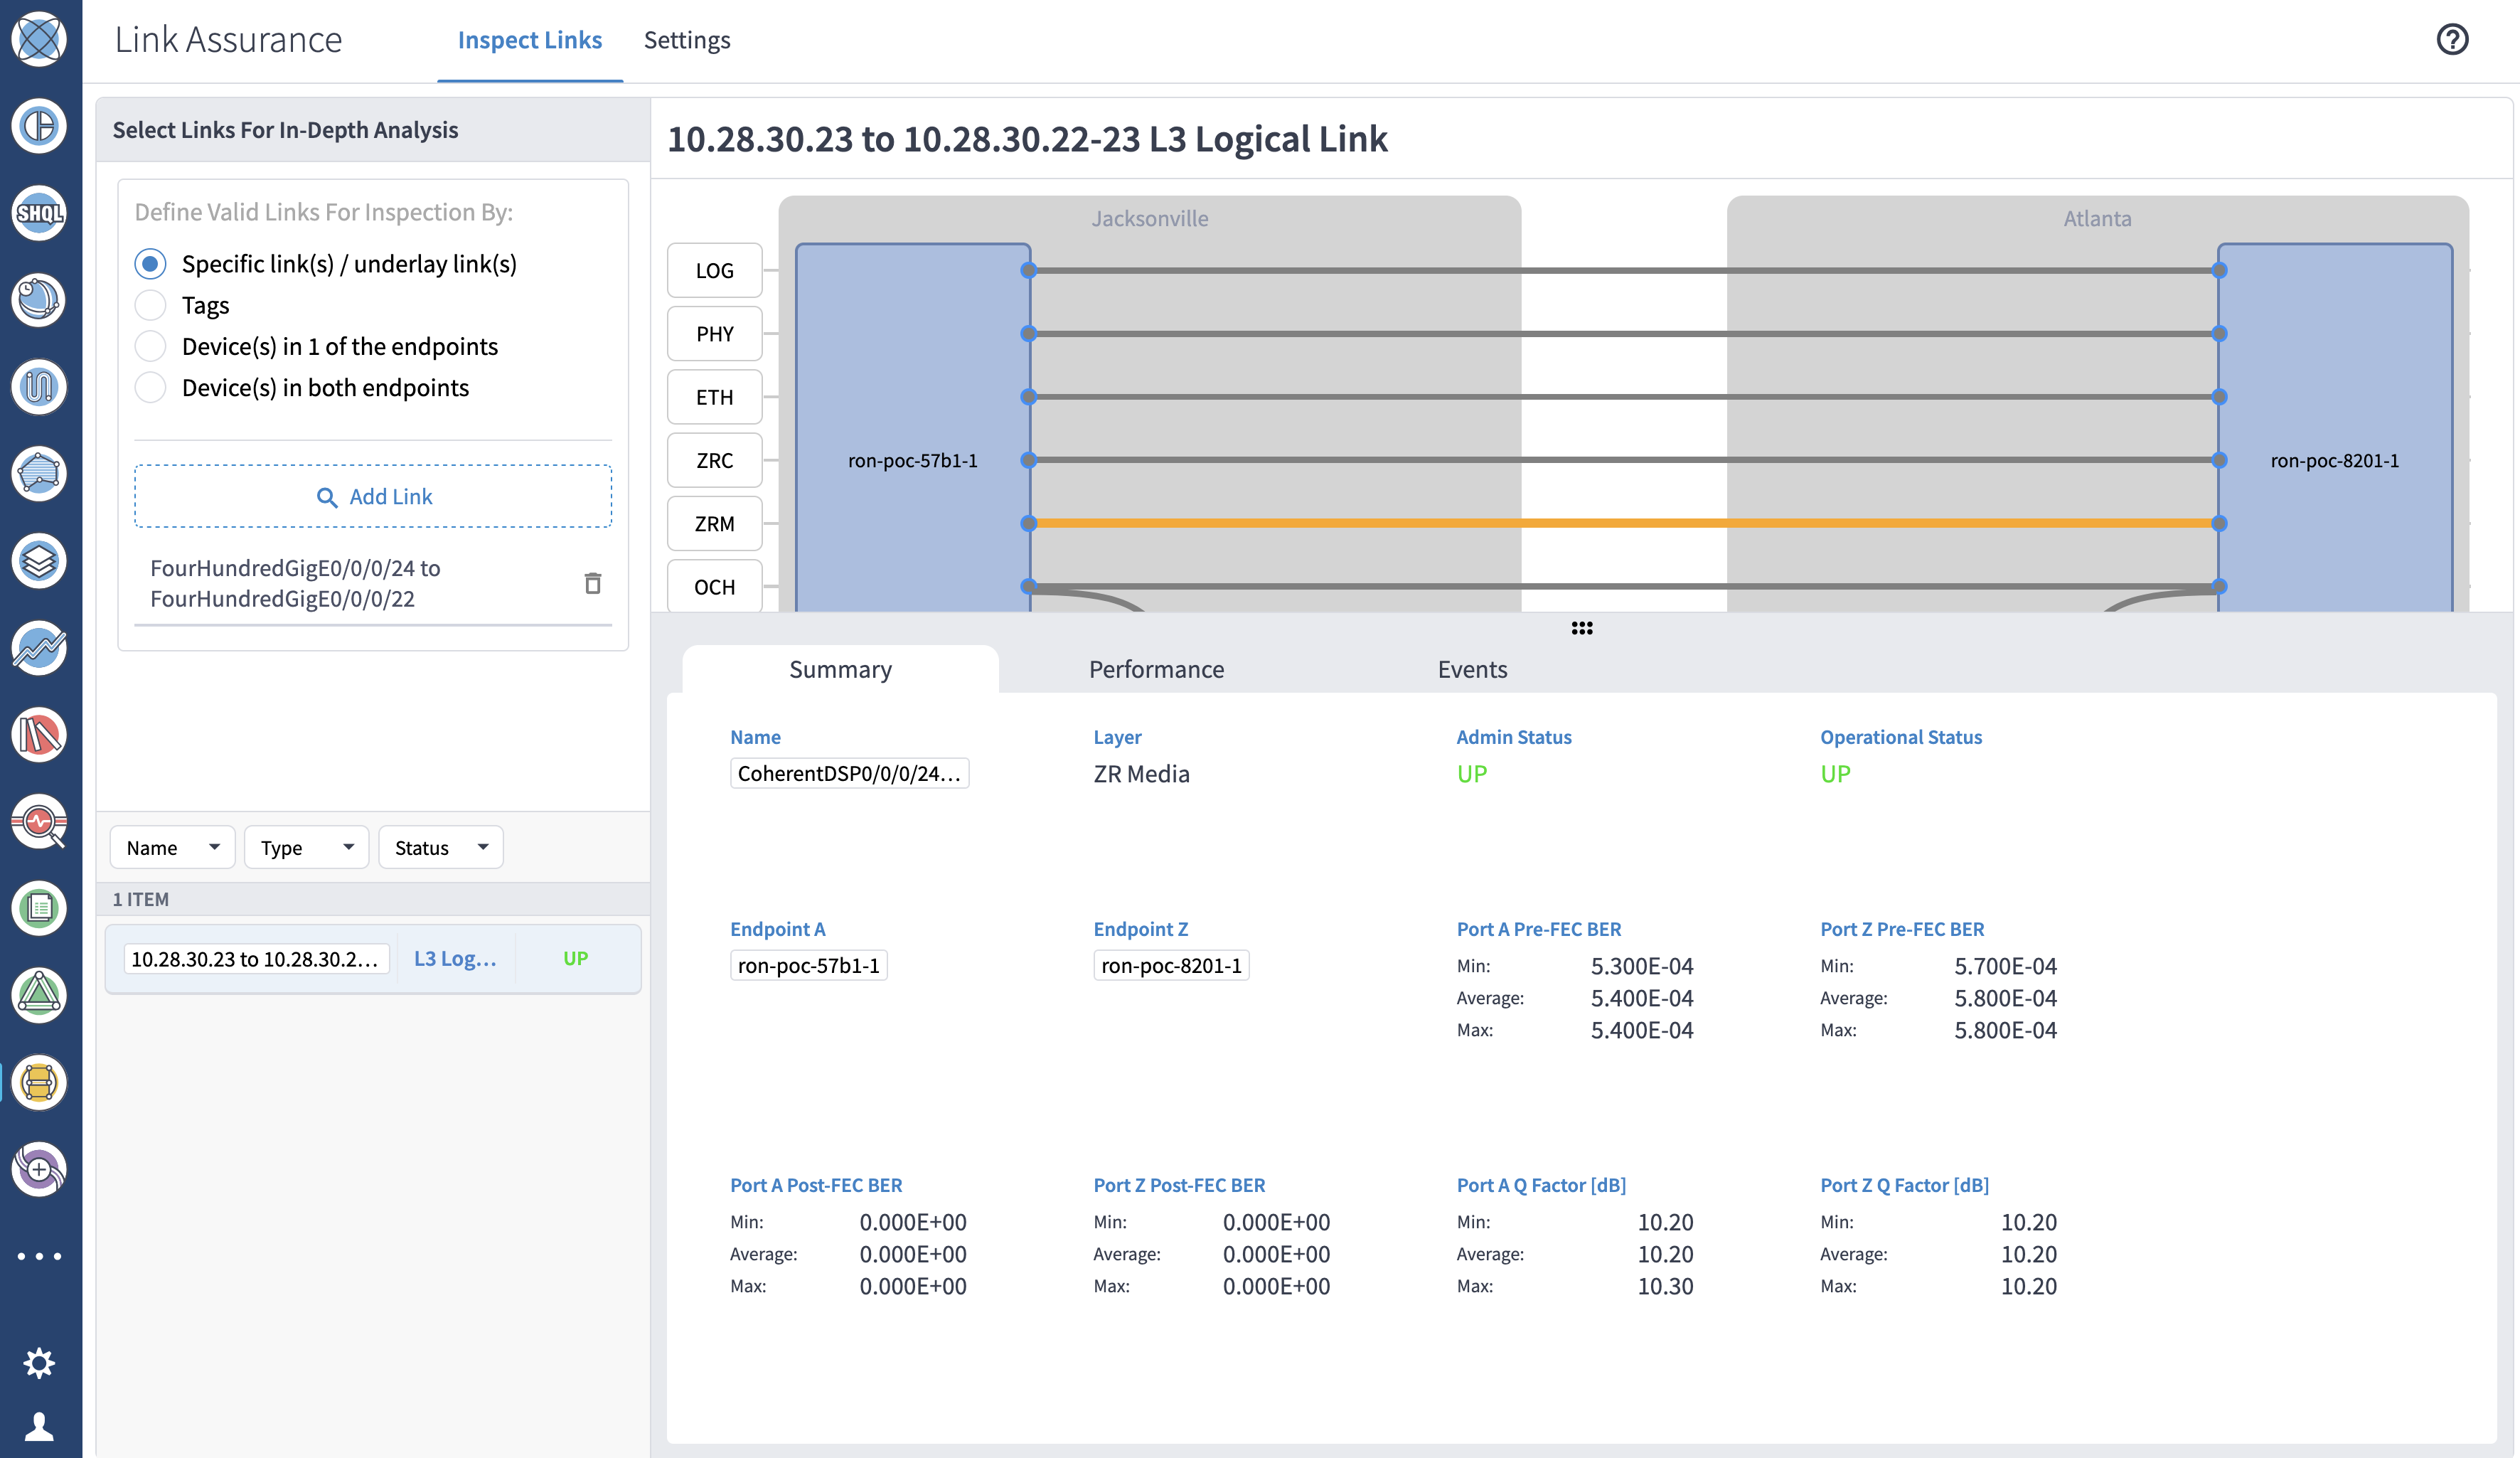 Link Assurance
Inspect Links
Settings
SHQL
Select Links For In-Depth Analysis
Define Valid Links For Inspection By:
Specific link(s) / underlay link(s)
Tags
Device(s) in 1 of the endpoints
Device(s) in both endpoints
Add Link
FourHundredGigE0/0/0/24 to
FourHundredGigE0/0/0/22
Name
Type
Status
1 ITEM
10.28.30.23 to 10.28.30.2... L3 Log... UP
10.28.30.23 to 10.28.30.22-23 L3 Logical Link
Jacksonville
Atlanta
LOG
PHY
ETH
ZRC
ZRM
OCH
ron-poc-57b1-1
ron-poc-8201-1
Summary
Performance
Events
Name
CoherentDSP0/0/0/24...
Layer
ZR Media
Admin Status
UP
Operational Status
UP
Endpoint A
ron-poc-57b1-1
Endpoint Z
ron-poc-8201-1
Port A Pre-FEC BER
Min: 5.300E-04
Average: 5.400E-04
Max: 5.400E-04
Port Z Pre-FEC BER
Min: 5.700E-04
Average: 5.800E-04
Max: 5.800E-04
Port A Post-FEC BER
Min: 0.000E+00
Average: 0.000E+00
Max: 0.000E+00
Port Z Post-FEC BER
Min: 0.000E+00
Average: 0.000E+00
Max: 0.000E+00
Port A Q Factor [dB]
Min: 10.20
Average: 10.20
Max: 10.30
Port Z Q Factor [dB]
Min: 10.20
Average: 10.20
Max: 10.20